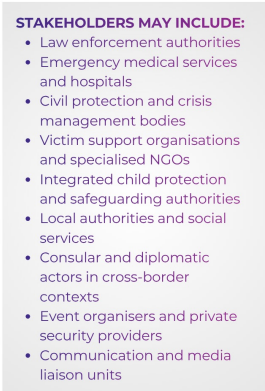 STAKEHOLDERS MAY INCLUDE:
• Law enforcement authorities
• Emergency medical services
and hospitals
• Civil protection and crisis
management bodies
• Victim support organisations
and specialised NGOs
• Integrated child protection
and safeguarding authorities
• Local authorities and social
services
• Consular and diplomatic
actors in cross-border
contexts
• Event organisers and private
security providers
• Communication and media
liaison units